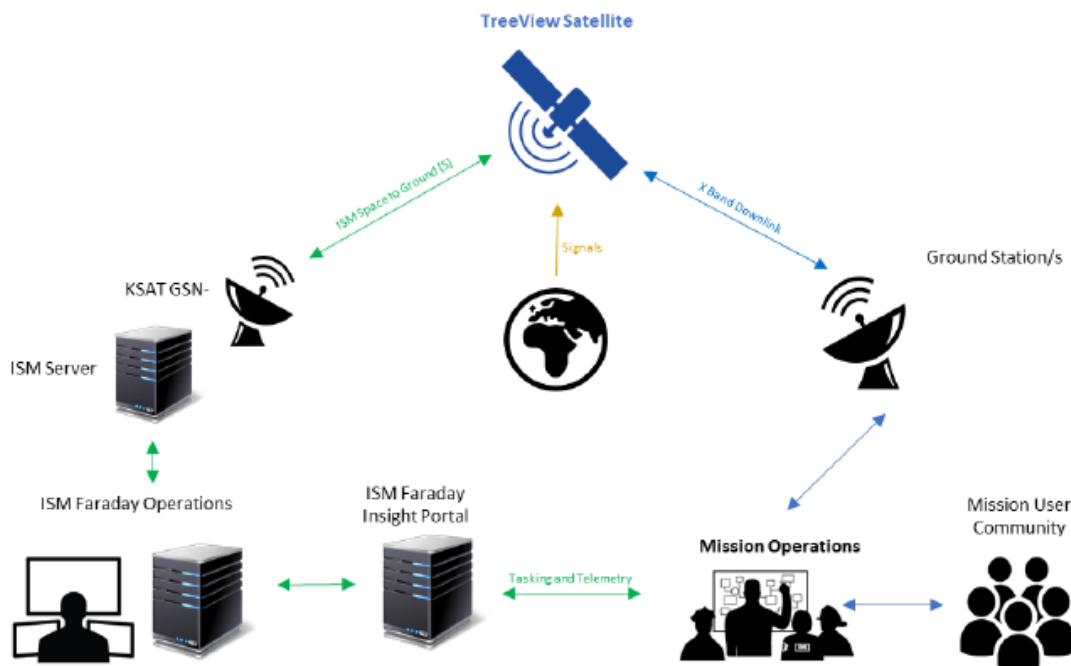 TreeView Satellite
ISM Space to Ground (S)
X Band Downlink
Signals
Ground Station/s
KSAT GSN-
ISM Server
ISM Faraday Operations
ISM Faraday
Insight Portal
Mission Operations
Mission User
Community
Tasking and Telemetry